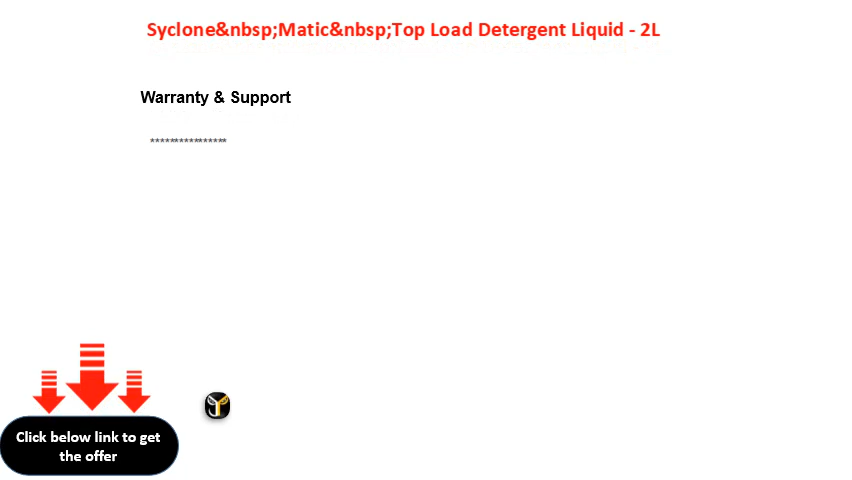 Syclone&nbsp;Matic&nbsp;Top Load Detergent Liquid - 2L
Warranty & Support
****************
Click below link to get
the offer